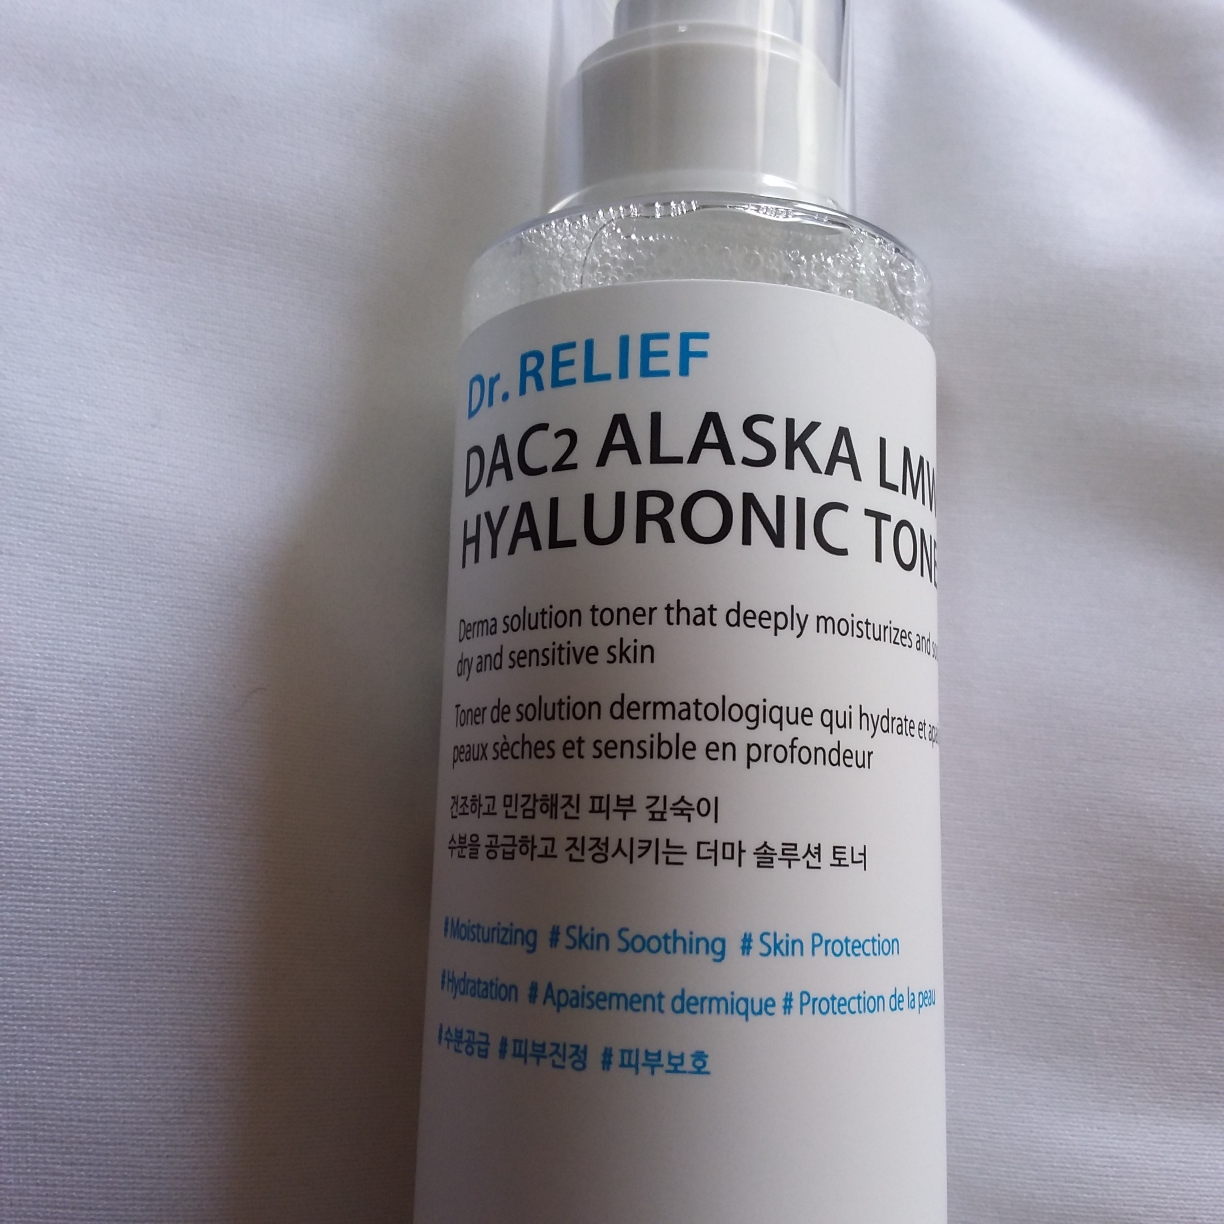 Dr. RELIEF
DAC2 ALASKA LMW
HYALURONIC TONE
Derma solution toner that deeply moisturizes and
dry and sensitive skin
Toner de solution dermatologique qui hydrate et
peaux sèches et sensible en profondeur
건조하고 민감해진 피부 깊숙이
수분을 공급하고 진정시키는 더마 솔루션 토너
#Moisturizing # Skin Soothing # Skin Protection
#Hydratation # Apaisement dermique # Protection de la peau
#수분공급 #피부진정 #피부보호